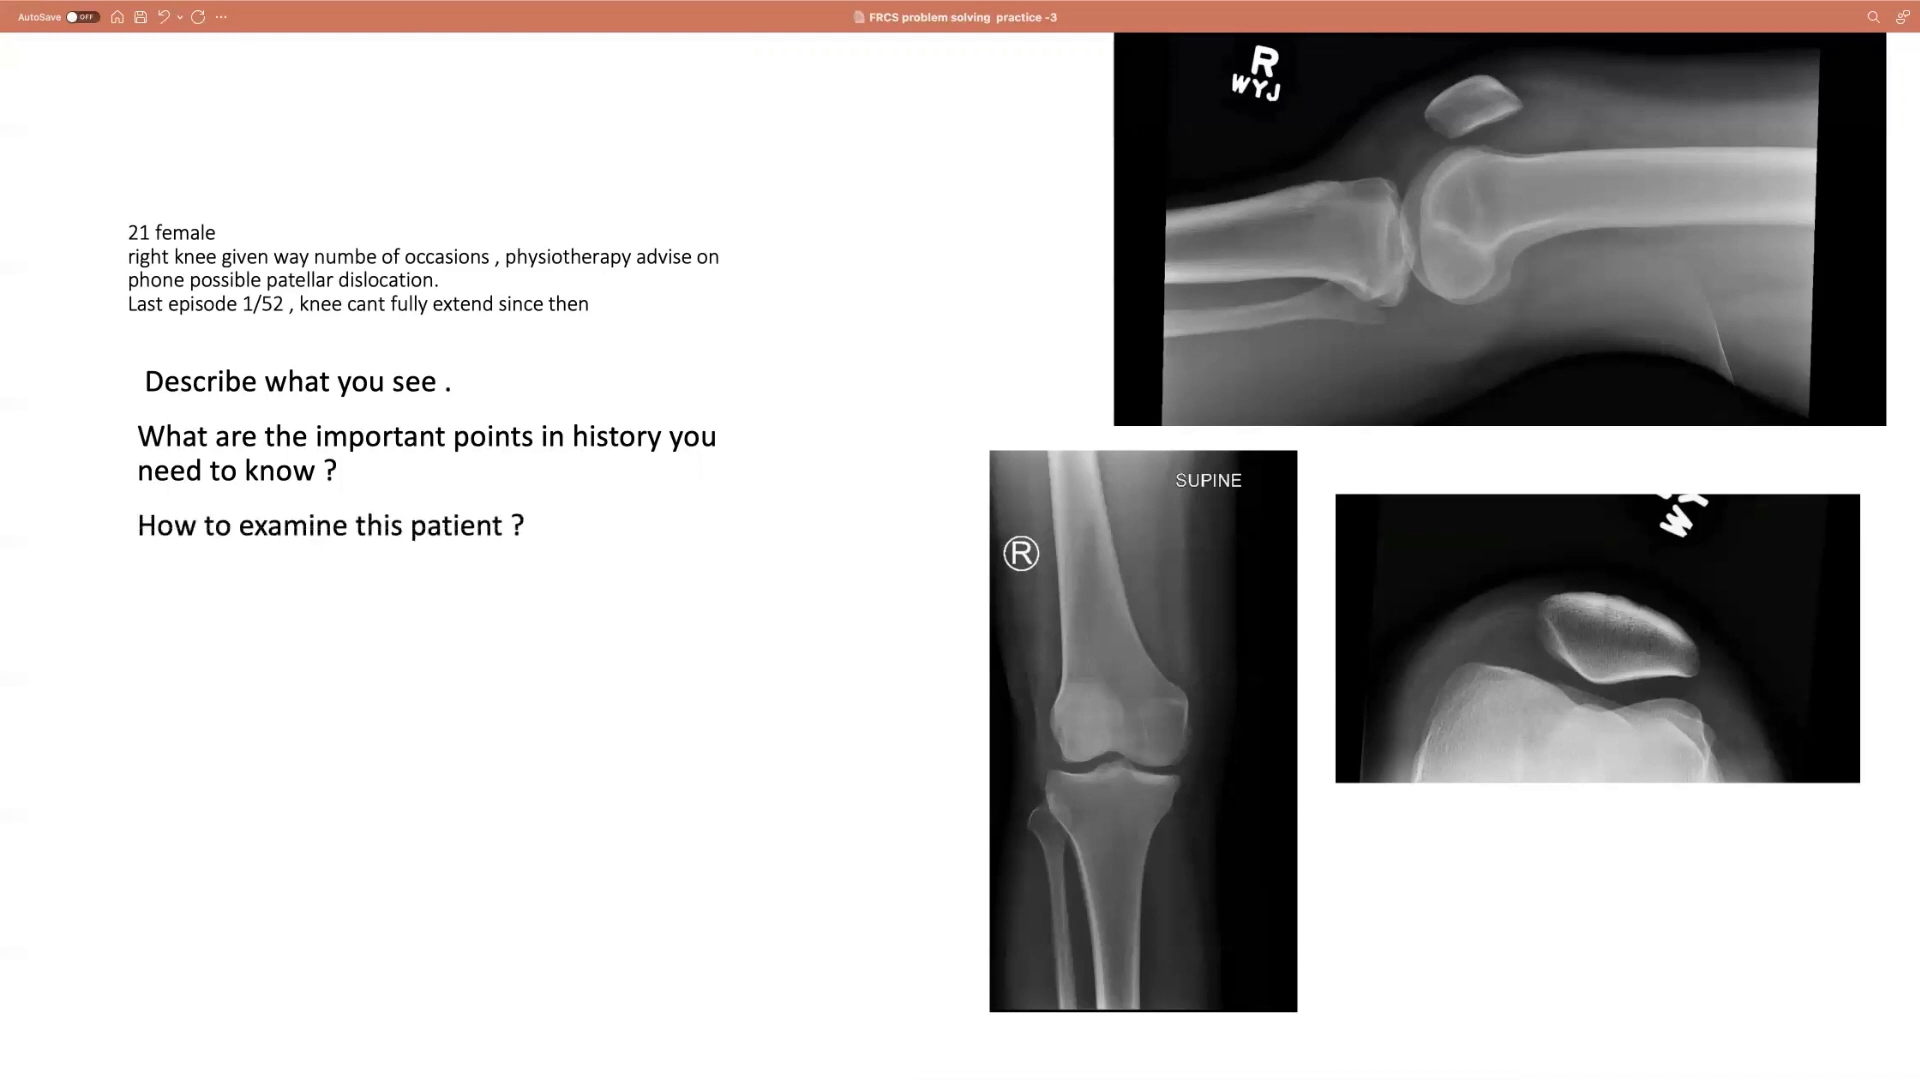 AutoSave OFF
FRCS problem solving practice -3
21 female
right knee given way numbe of occasions , physiotherapy advise on
phone possible patellar dislocation.
Last episode 1/52 , knee cant fully extend since then
Describe what you see .
What are the important points in history you
need to know ?
How to examine this patient ?
R
WYJ
SUPINE
R
WY